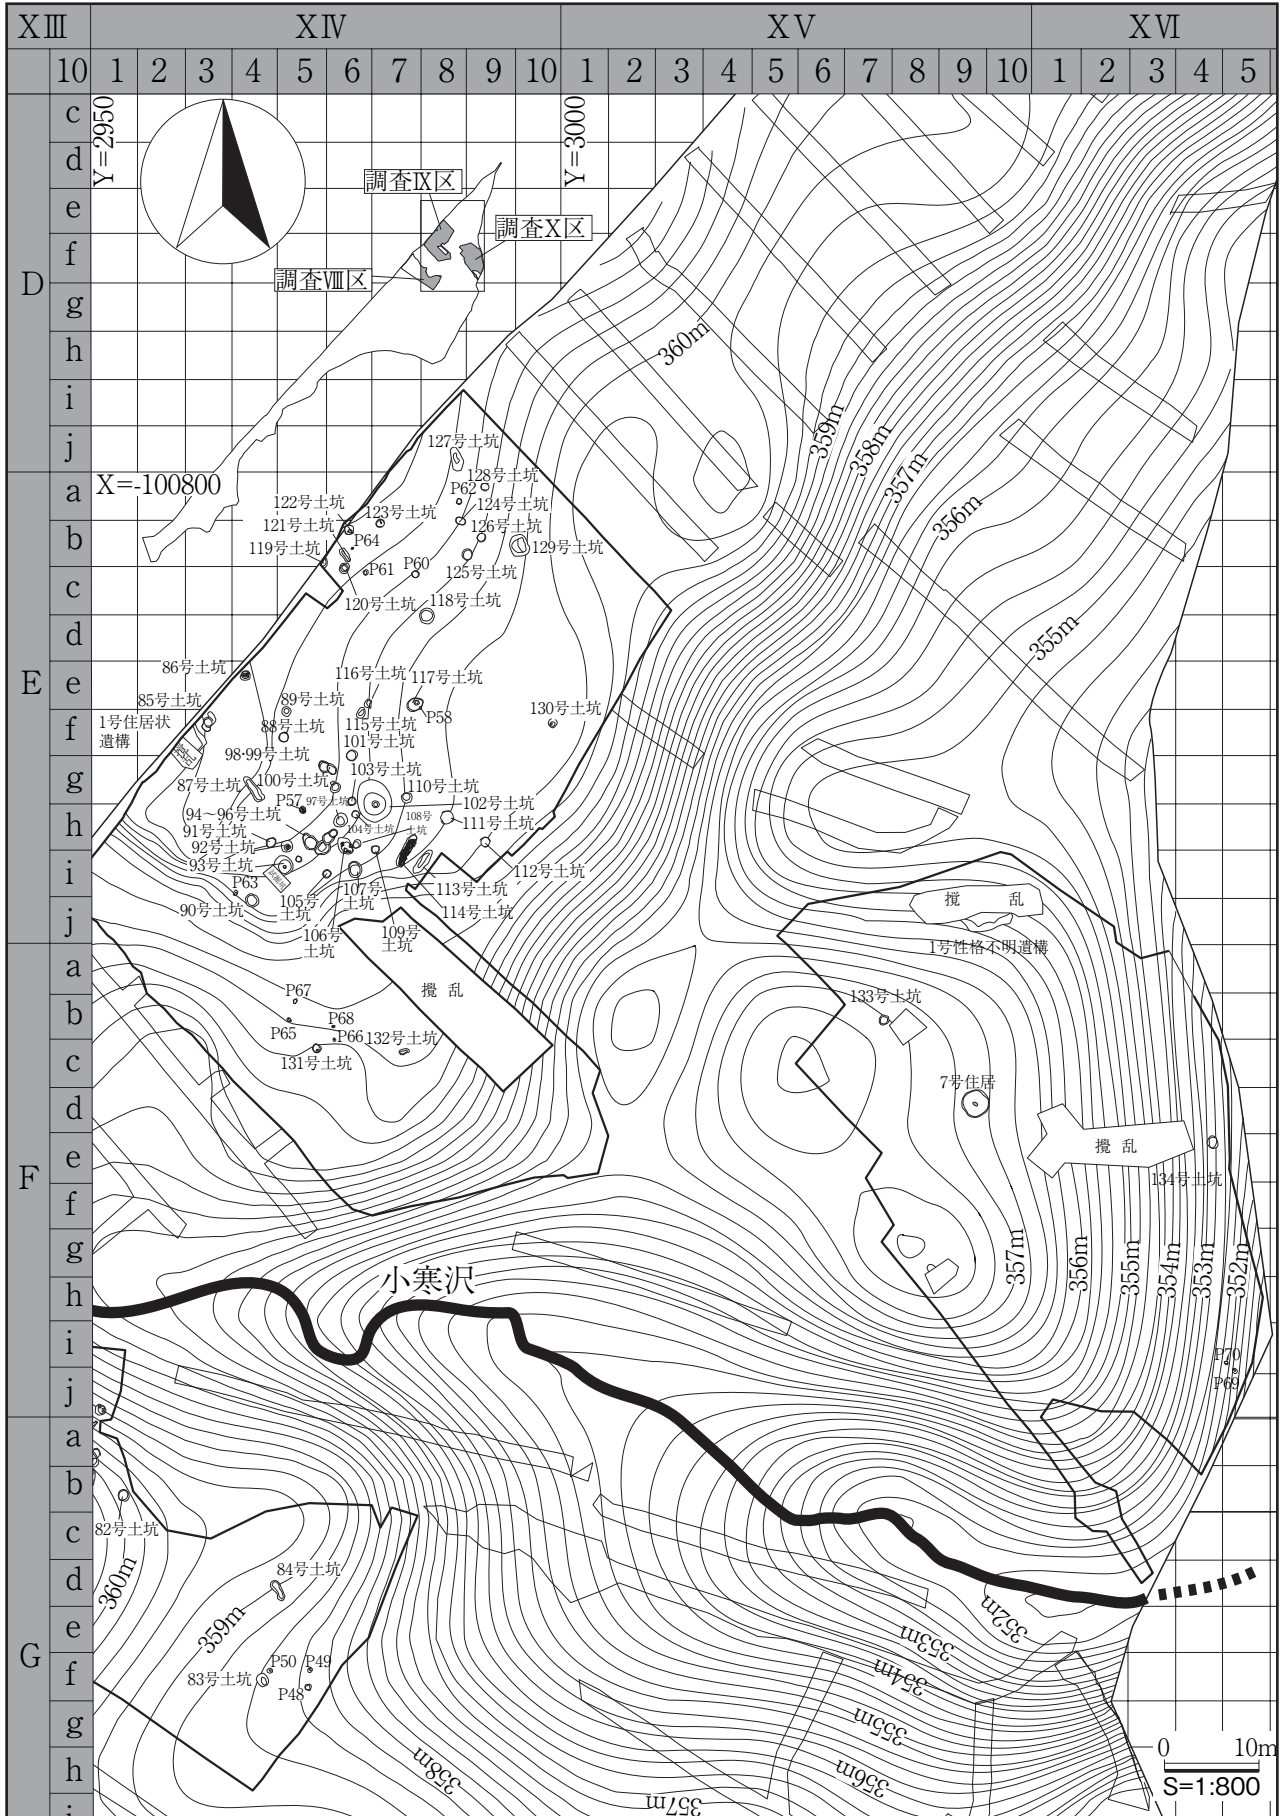 XIII XIV XV XVI
10 1 2 3 4 5 6 7 8 9 10 1 2 3 4 5 6 7 8 9 10 1 2 3 4 5
D
c
d
e
f
g
h
i
j
E
a
b
c
d
e
f
g
h
i
j
F
a
b
c
d
e
f
g
h
i
j
G
a
b
c
d
e
f
g
h
i
Y=2950
Y=3000
X=-100800
調査Ⅸ区
調査Ⅹ区
調査Ⅷ区
360m
359m
358m
357m
356m
355m
127号土坑
128号土坑
P62
122号土坑
123号土坑
124号土坑
121号土坑
126号土坑
P64
119号土坑
129号土坑
P61
P60
125号土坑
120号土坑
118号土坑
86号土坑
116号土坑
117号土坑
85号土坑
89号土坑
P58
130号土坑
1号住居状
遺構
88号土坑
115号土坑
101号土坑
98・99号土坑
103号土坑
87号土坑
100号土坑
110号土坑
P57
97号土坑
102号土坑
94～96号土坑
108号
土坑
111号土坑
91号土坑
104号土坑
92号土坑
112号土坑
93号土坑
P63
113号土坑
90号土坑
105号
土坑
107号
土坑
114号土坑
106号
土坑
109号
土坑
攪乱
攪乱
1号性格不明遺構
P67
P68
P65
P66
132号土坑
131号土坑
133号土坑
7号住居
攪乱
134号土坑
357m
356m
355m
354m
353m
352m
小寒沢
P70
P69
82号土坑
360m
84号土坑
359m
P50
P49
83号土坑
P48
358m
352m
353m
354m
355m
356m
357m
0 10m
S=1:800